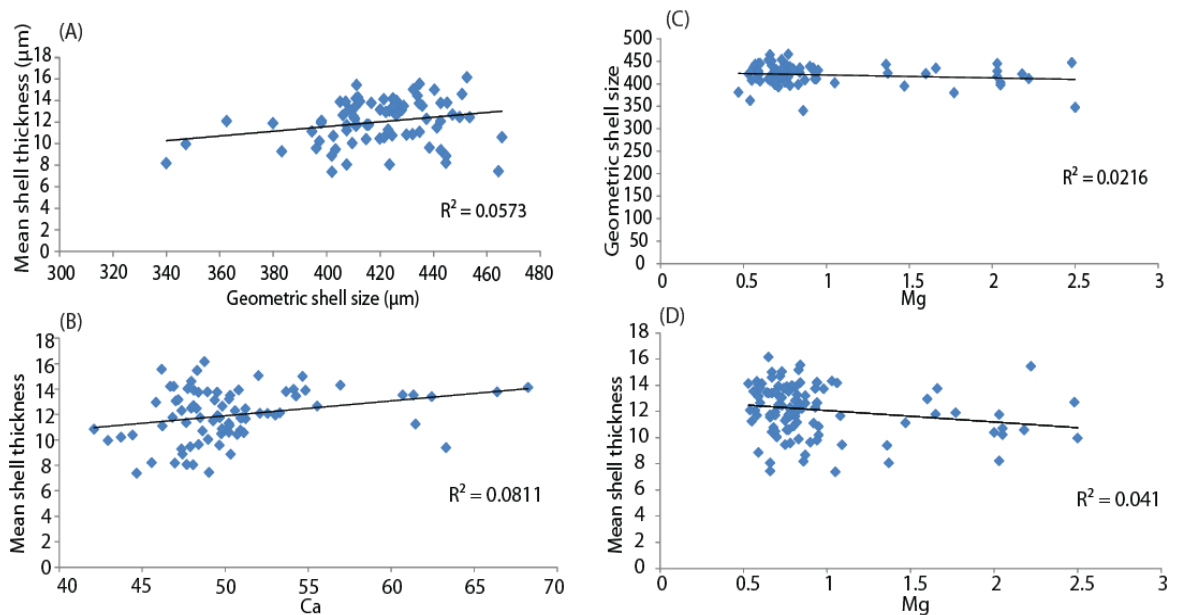 (A)
Mean shell thickness (µm)
18
16
14
12
10
8
6
4
2
0
300 320 340 360 380 400 420 440 460 480
Geometric shell size (µm)
R² = 0.0573
(B)
Mean shell thickness
18
16
14
12
10
8
6
4
2
0
40 45 50 55 60 65 70
Ca
R² = 0.0811
(C)
Geometric shell size
500
450
400
350
300
250
200
150
100
50
0
0 0.5 1 1.5 2 2.5 3
Mg
R² = 0.0216
(D)
Mean shell thickness
18
16
14
12
10
8
6
4
2
0
0 0.5 1 1.5 2 2.5 3
Mg
R² = 0.041